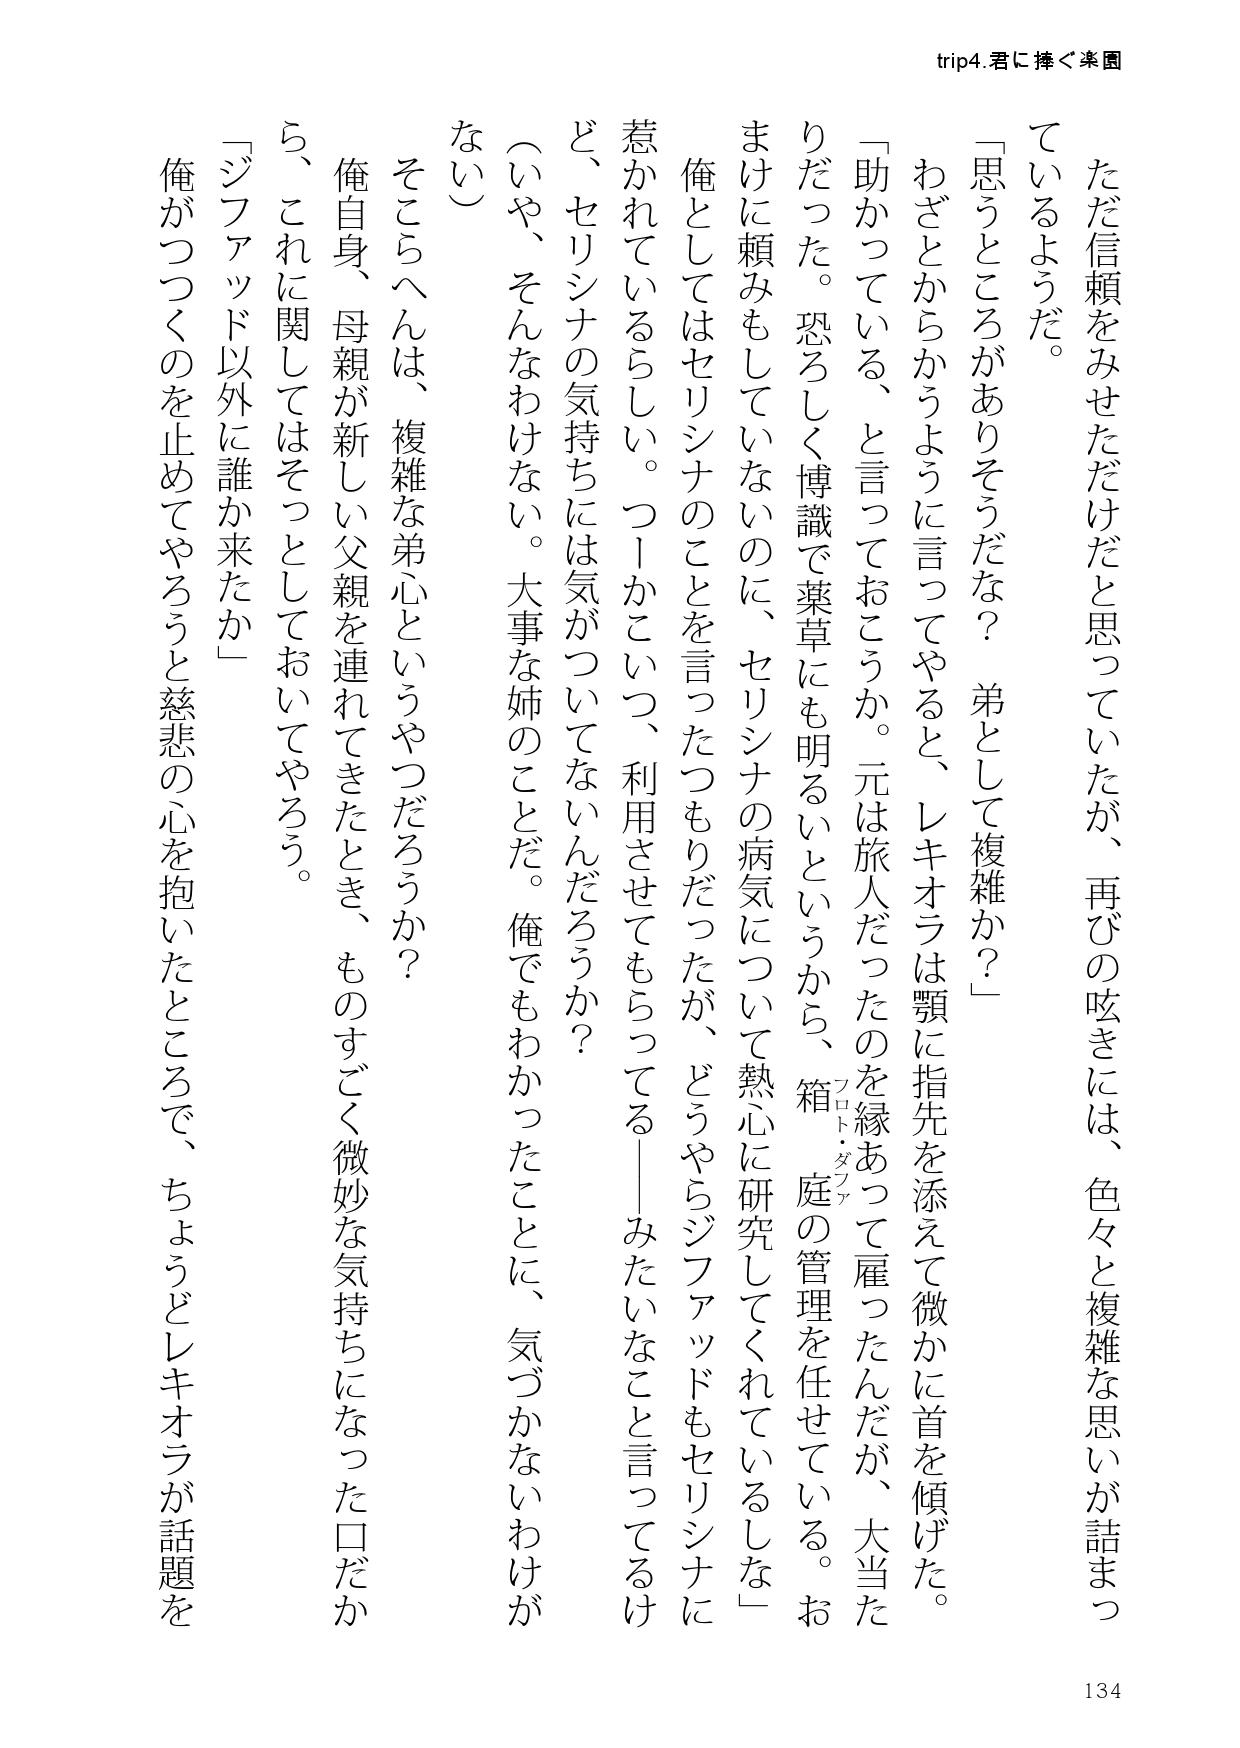 trip4.君に捧ぐ楽園
　ただ信頼をみせただけだと思っていたが、再びの呟きには、色々と複雑な思いが詰まっ
ているようだ。
「思うところがありそうだな？　弟として複雑か？」
　わざとからかうように言ってやると、レキオラは顎に指先を添えて微かに首を傾げた。
「助かっている、と言っておこうか。元は旅人だったのを縁あって雇ったんだが、大当た
りだった。恐ろしく博識で薬草にも明るいというから、箱庭の管理を任せている。お
フロト・ダファ
まけに頼みもしていないのに、セリシナの病気について熱心に研究してくれているしな」
　俺としてはセリシナのことを言ったつもりだったが、どうやらジファッドもセリシナに
惹かれているらしい。つーかこいつ、利用させてもらってる――みたいなこと言ってるけ
ど、セリシナの気持ちには気がついてないんだろうか？
（いや、そんなわけない。大事な姉のことだ。俺でもわかったことに、気づかないわけが
ない）
　そこらへんは、複雑な弟心というやつだろうか？
　俺自身、母親が新しい父親を連れてきたとき、ものすごく微妙な気持ちになった口だか
ら、これに関してはそっとしておいてやろう。
「ジファッド以外に誰か来たか」
　俺がつつくのを止めてやろうと慈悲の心を抱いたところで、ちょうどレキオラが話題を
134